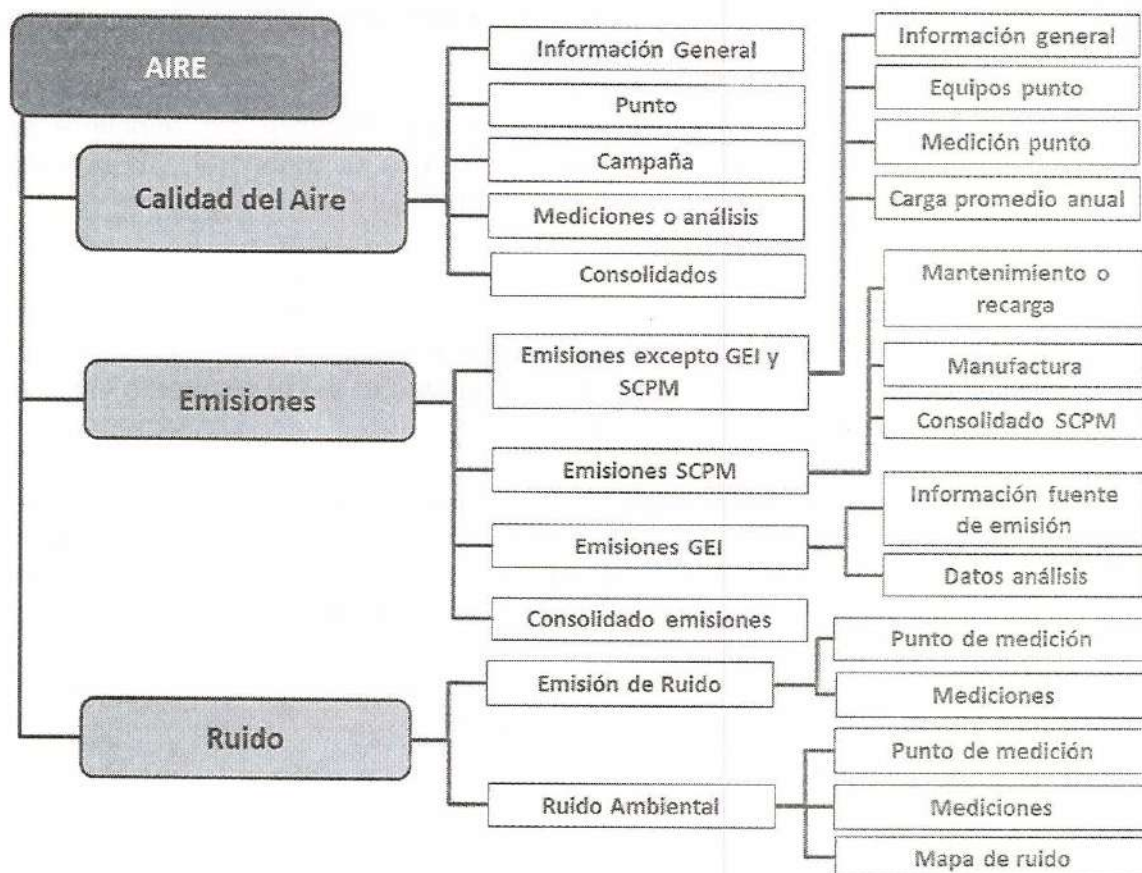 AIRE
Calidad del Aire
Información General
Punto
Campaña
Mediciones o análisis
Consolidados
Emisiones
Emisiones excepto GEI y
SCPM
Información general
Equipos punto
Medición punto
Carga promedio anual
Emisiones SCPM
Mantenimiento o
recarga
Manufactura
Consolidado SCPM
Emisiones GEI
Información fuente
de emisión
Datos análisis
Consolidado emisiones
Ruido
Emisión de Ruido
Punto de medición
Mediciones
Ruido Ambiental
Punto de medición
Mediciones
Mapa de ruido